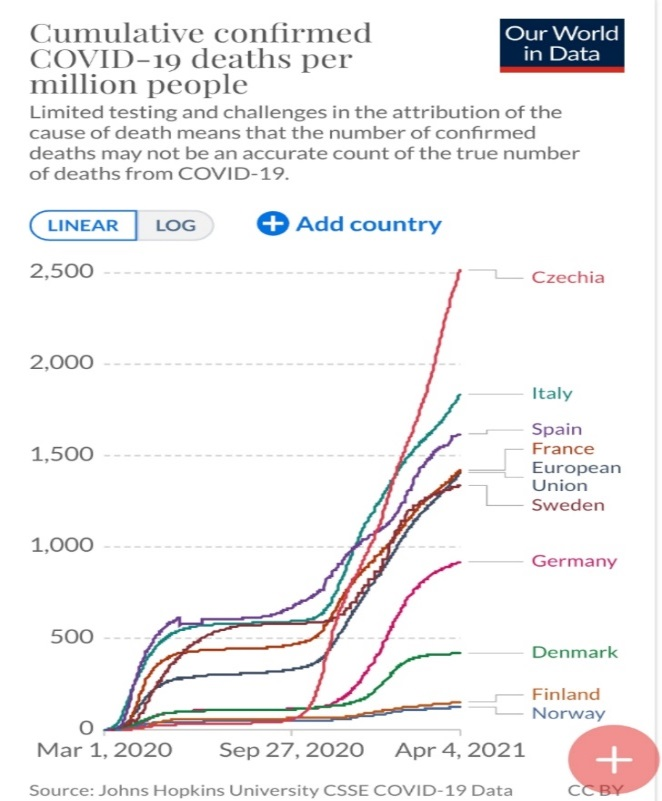 Cumulative confirmed
COVID-19 deaths per
million people
Our World
in Data
Limited testing and challenges in the attribution of the
cause of death means that the number of confirmed
deaths may not be an accurate count of the true number
of deaths from COVID-19.
LINEAR LOG
+ Add country
2,500
2,000
1,500
1,000
500
0
Czechia
Italy
Spain
France
European
Union
Sweden
Germany
Denmark
Finland
Norway
Mar 1, 2020 Sep 27, 2020 Apr 4, 2021
+
Source: Johns Hopkins University CSSE COVID-19 Data CC BY